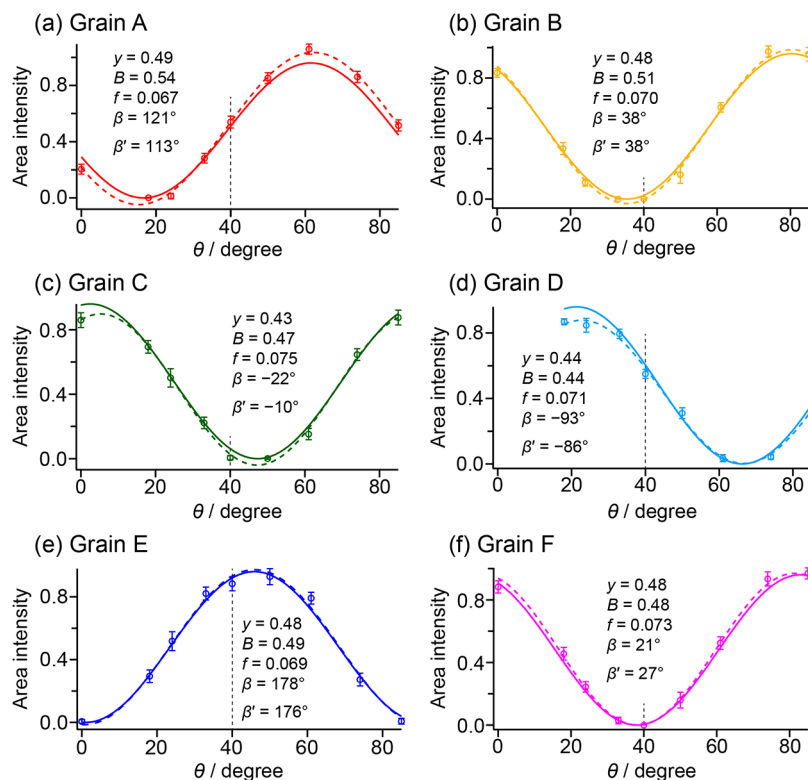 (a) Grain A
y = 0.49
B = 0.54
f = 0.067
β = 121°
β′ = 113°
Area intensity
0.8
0.4
0.0
0 20 40 60 80
θ / degree
(b) Grain B
y = 0.48
B = 0.51
f = 0.070
β = 38°
β′ = 38°
Area intensity
0.8
0.4
0.0
0 20 40 60 80
θ / degree
(c) Grain C
y = 0.43
B = 0.47
f = 0.075
β = −22°
β′ = −10°
Area intensity
0.8
0.4
0.0
0 20 40 60 80
θ / degree
(d) Grain D
y = 0.44
B = 0.44
f = 0.071
β = −93°
β′ = −86°
Area intensity
0.8
0.4
0.0
0 20 40 60 80
θ / degree
(e) Grain E
y = 0.48
B = 0.49
f = 0.069
β = 178°
β′ = 176°
Area intensity
0.8
0.4
0.0
0 20 40 60 80
θ / degree
(f) Grain F
y = 0.48
B = 0.48
f = 0.073
β = 21°
β′ = 27°
Area intensity
0.8
0.4
0.0
0 20 40 60 80
θ / degree